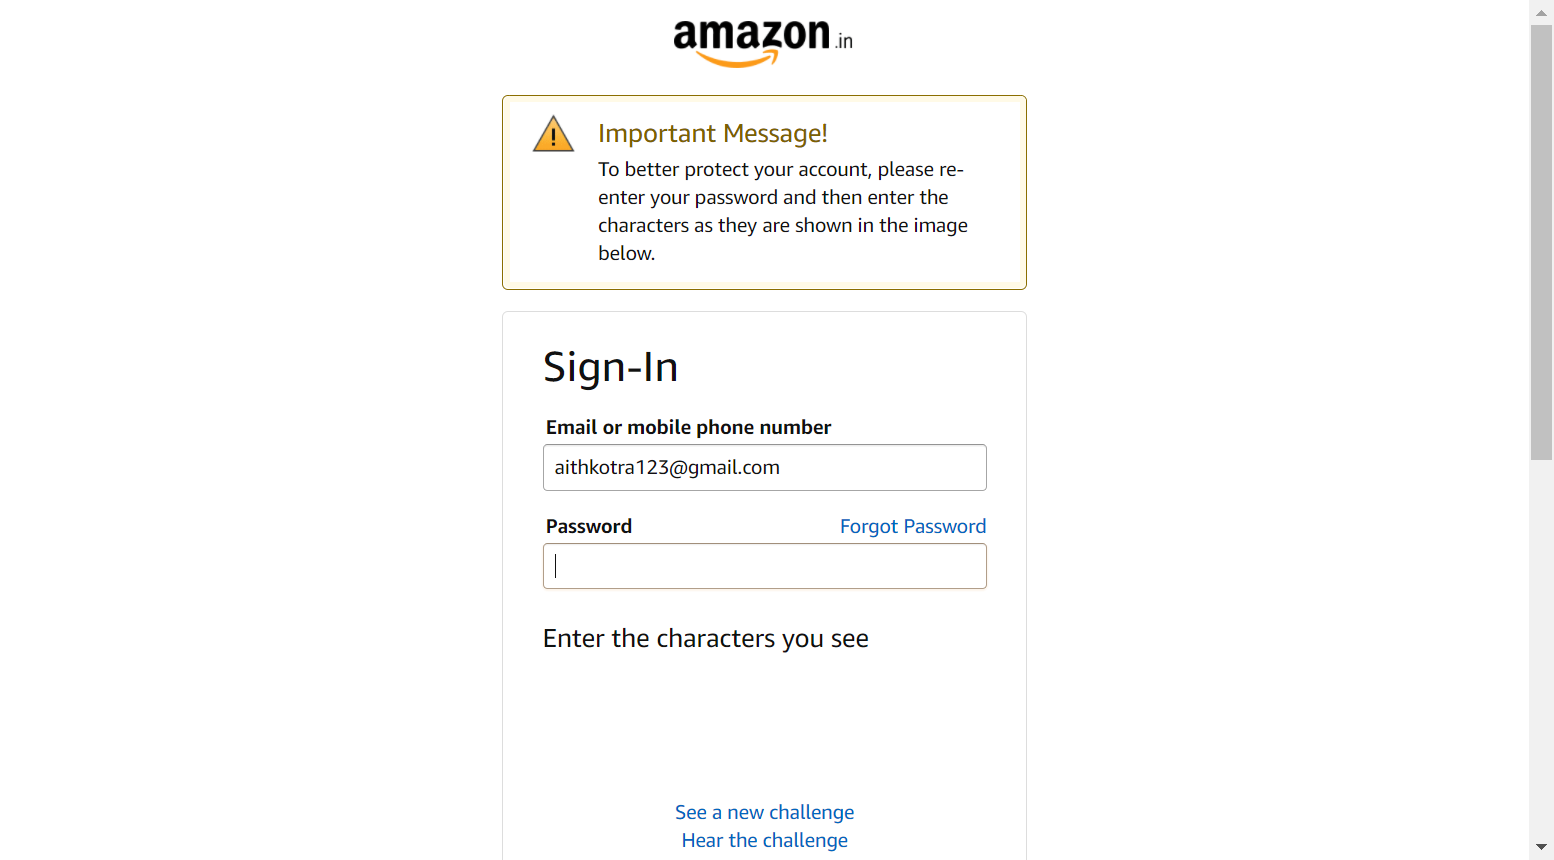 amazon.in
Important Message!
To better protect your account, please re-
enter your password and then enter the
characters as they are shown in the image
below.
Sign-In
Email or mobile phone number
aithkotra123@gmail.com
Password Forgot Password
Enter the characters you see
See a new challenge
Hear the challenge